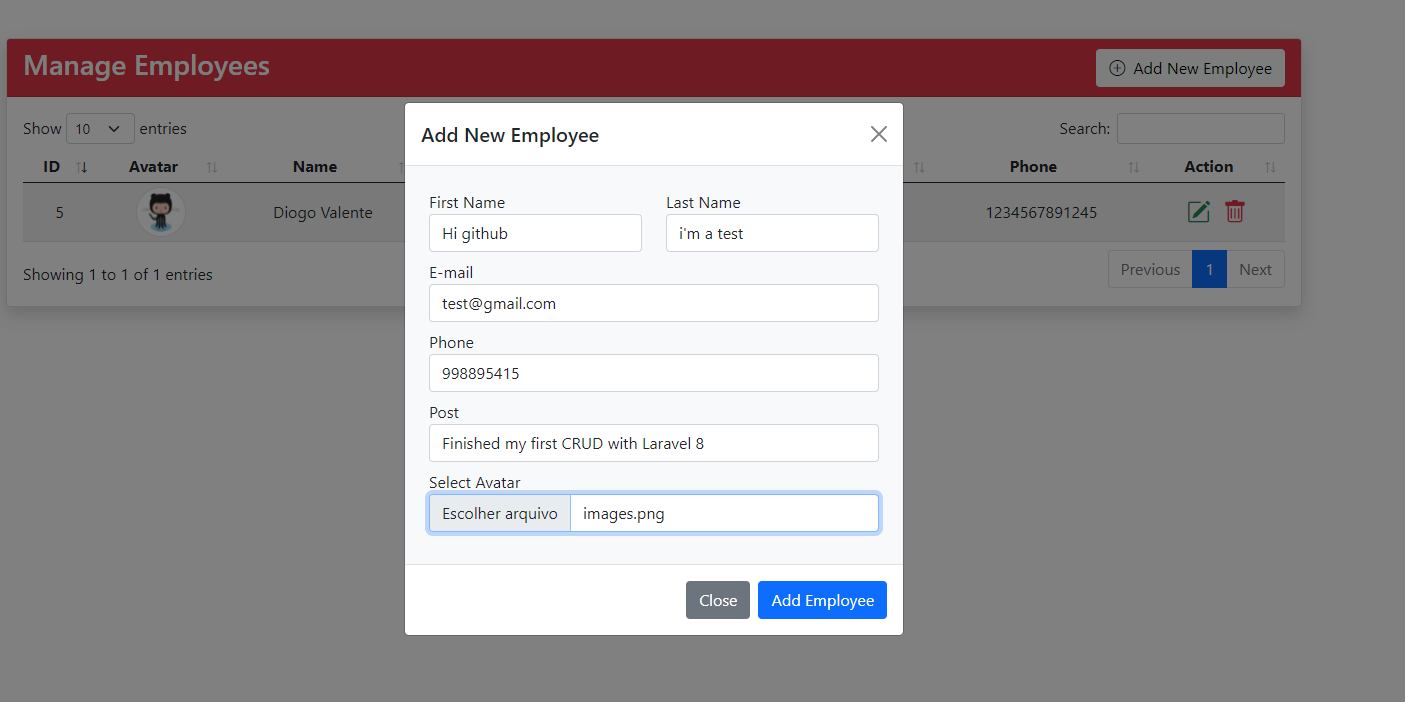 Manage Employees
Add New Employee
Show 10 entries
Search:
ID Avatar Name Phone Action
5 Diogo Valente 1234567891245
Showing 1 to 1 of 1 entries
Previous 1 Next
Add New Employee
First Name Last Name
Hi github i'm a test
E-mail
test@gmail.com
Phone
998895415
Post
Finished my first CRUD with Laravel 8
Select Avatar
Escolher arquivo images.png
Close Add Employee